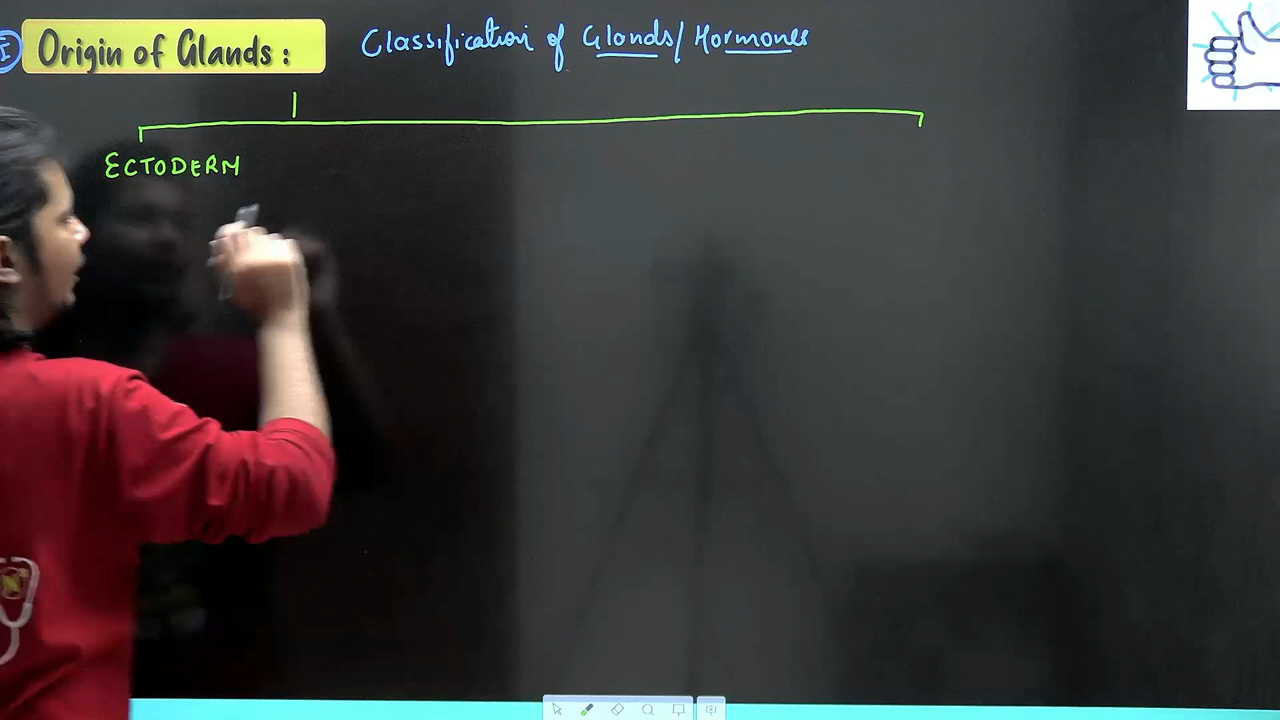 I Origin of Glands : Classification of Glands/Hormones
ECTODERM